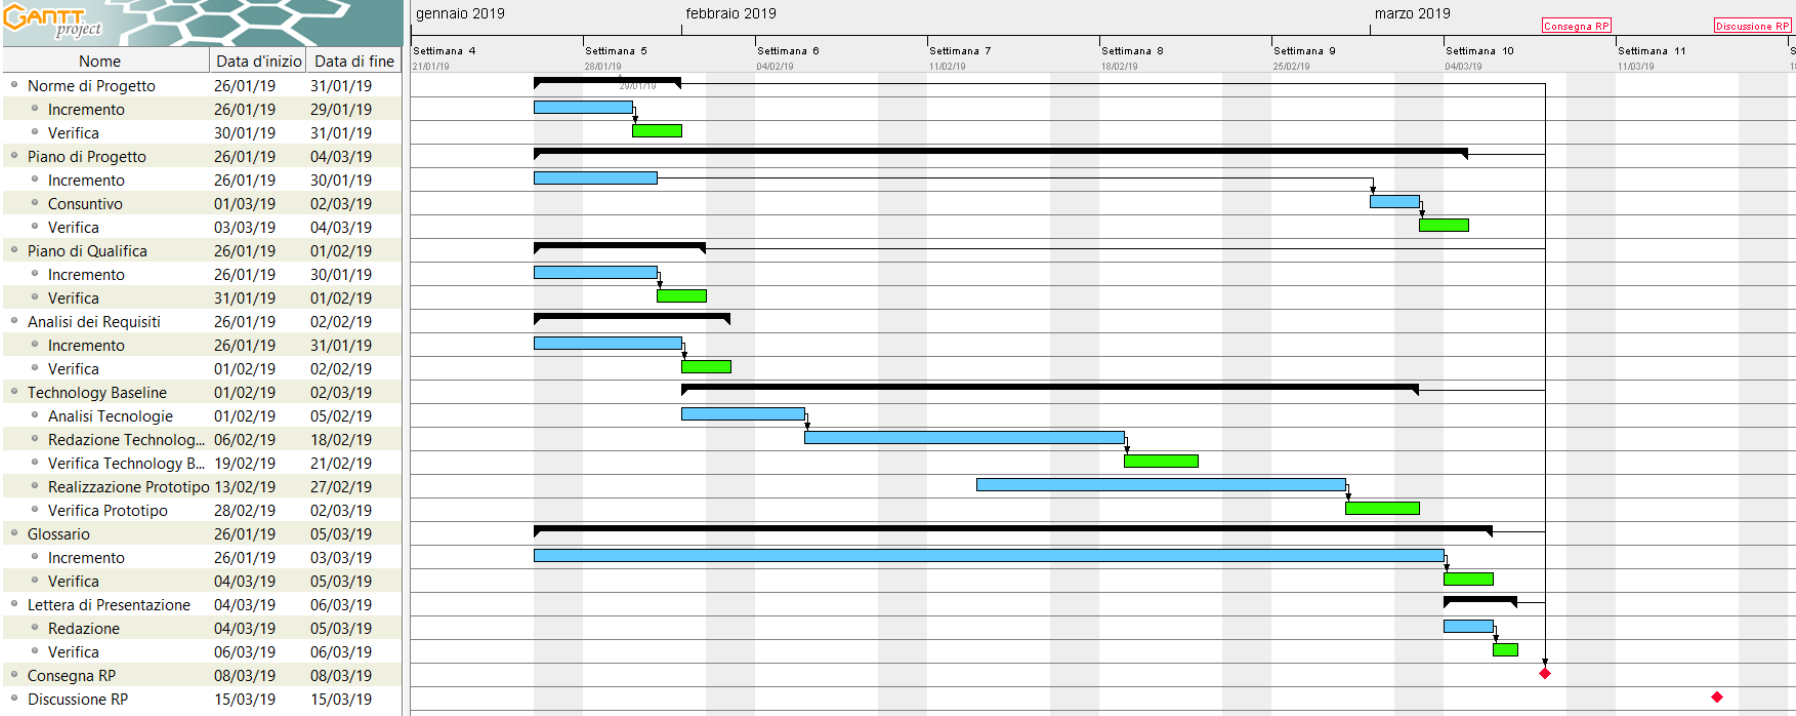 GANTT
project
gennaio 2019 febbraio 2019 marzo 2019
Consegna RP Discussione RP
Settimana 4 Settimana 5 Settimana 6 Settimana 7 Settimana 8 Settimana 9 Settimana 10 Settimana 11
21/01/19 28/01/19 04/02/19 11/02/19 18/02/19 25/02/19 04/03/19 11/03/19
Nome Data d'inizio Data di fine
29/01/19
Norme di Progetto 26/01/19 31/01/19
Incremento 26/01/19 29/01/19
Verifica 30/01/19 31/01/19
Piano di Progetto 26/01/19 04/03/19
Incremento 26/01/19 30/01/19
Consuntivo 01/03/19 02/03/19
Verifica 03/03/19 04/03/19
Piano di Qualifica 26/01/19 01/02/19
Incremento 26/01/19 30/01/19
Verifica 31/01/19 01/02/19
Analisi dei Requisiti 26/01/19 02/02/19
Incremento 26/01/19 31/01/19
Verifica 01/02/19 02/02/19
Technology Baseline 01/02/19 02/03/19
Analisi Tecnologie 01/02/19 05/02/19
Redazione Technolog... 06/02/19 18/02/19
Verifica Technology B... 19/02/19 21/02/19
Realizzazione Prototipo 13/02/19 27/02/19
Verifica Prototipo 28/02/19 02/03/19
Glossario 26/01/19 05/03/19
Incremento 26/01/19 03/03/19
Verifica 04/03/19 05/03/19
Lettera di Presentazione 04/03/19 06/03/19
Redazione 04/03/19 05/03/19
Verifica 06/03/19 06/03/19
Consegna RP 08/03/19 08/03/19
Discussione RP 15/03/19 15/03/19